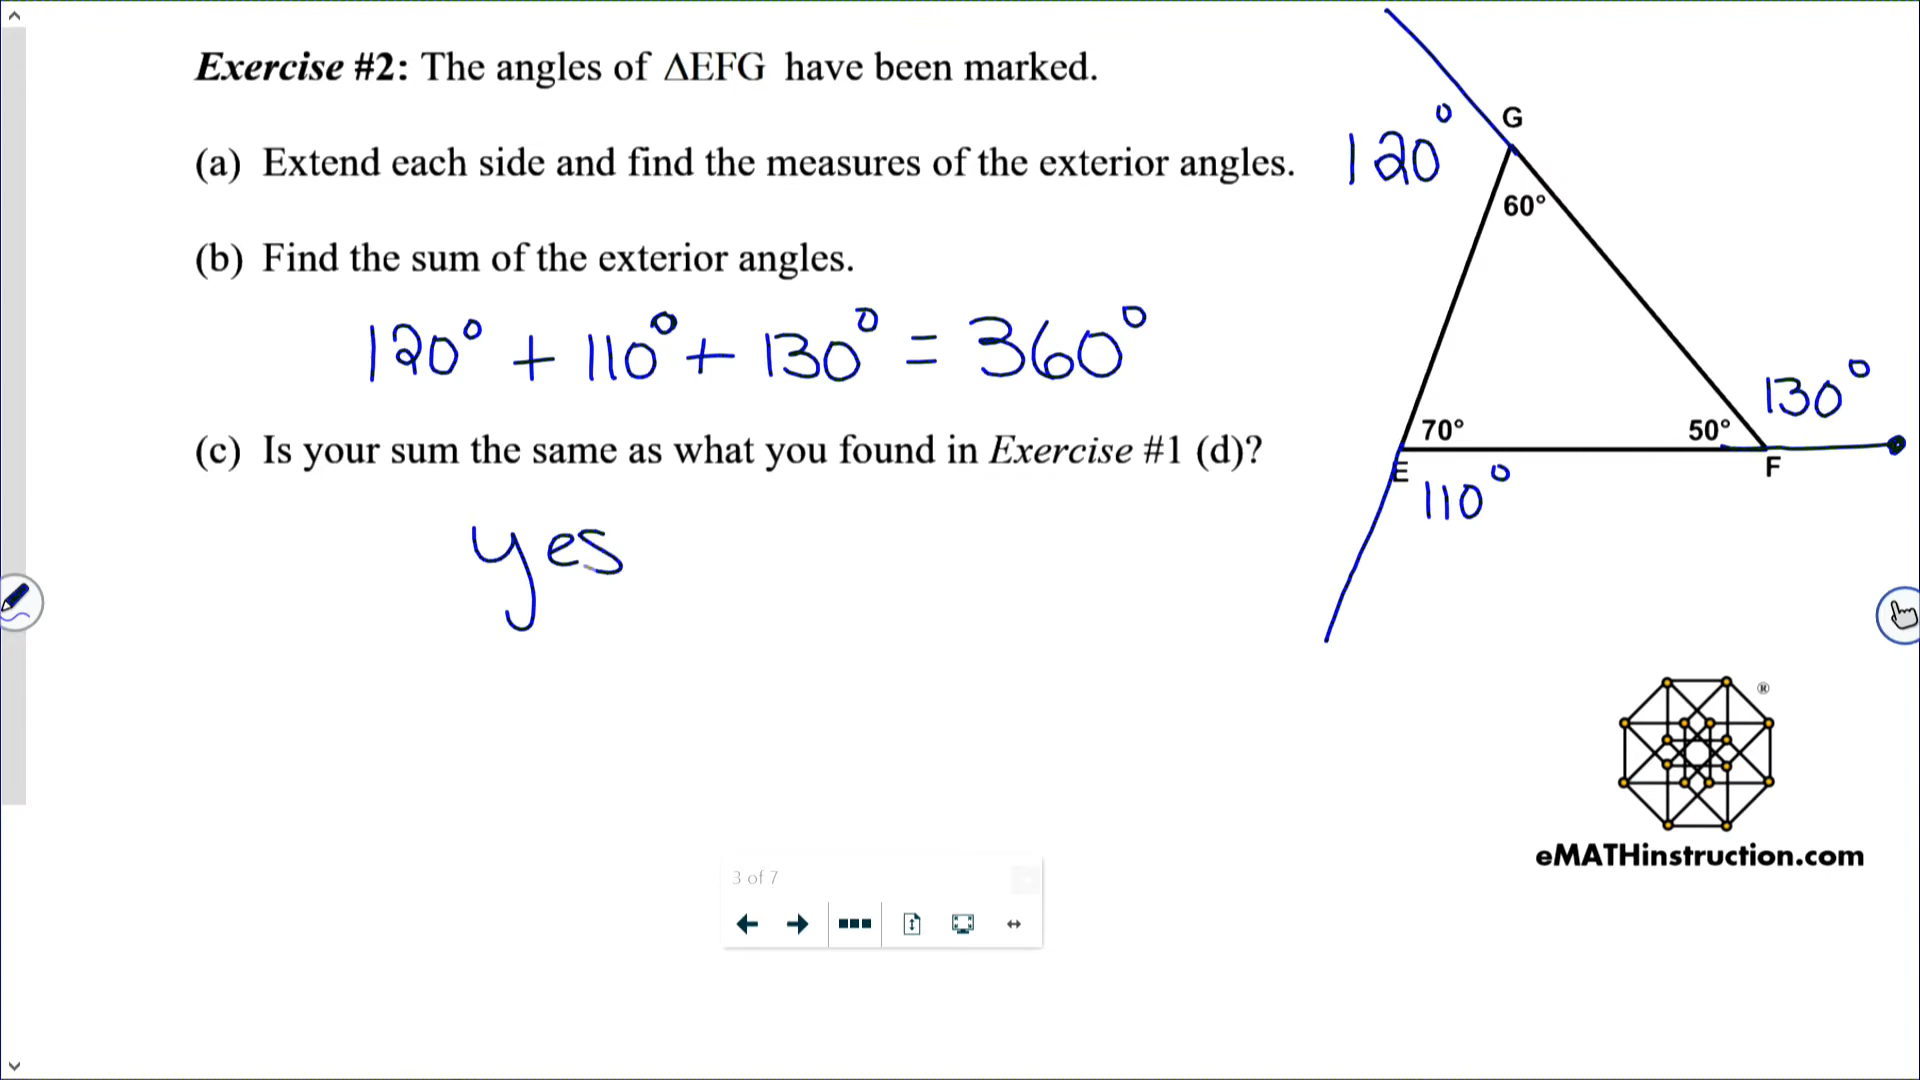 Exercise #2: The angles of ΔEFG have been marked.
(a) Extend each side and find the measures of the exterior angles.
(b) Find the sum of the exterior angles.
120° + 110° + 130° = 360°
(c) Is your sum the same as what you found in Exercise #1 (d)?
yes
G
120°
60°
130°
70°
50°
E
F
110°
®
eMATHinstruction.com
3 of 7